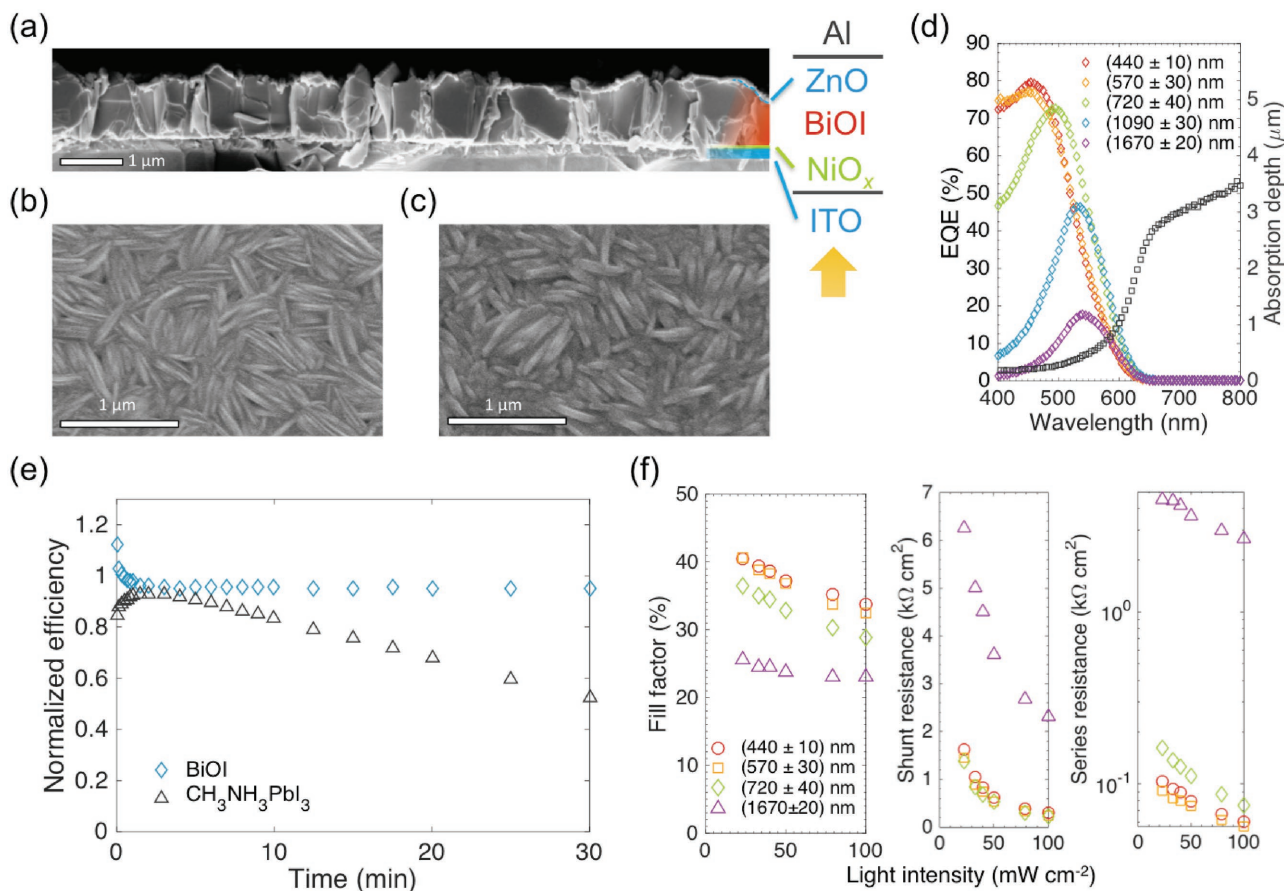 (a)
Al
ZnO
BiOI
NiOₓ
ITO
1 µm
(b)
1 µm
(c)
1 µm
(d)
90
80
70
60
50
40
30
20
10
0
EQE (%)
(440 ± 10) nm
(570 ± 30) nm
(720 ± 40) nm
(1090 ± 30) nm
(1670 ± 20) nm
5
4
3
2
1
0
Absorption depth (µm)
400 500 600 700 800
Wavelength (nm)
(e)
1.2
1
0.8
0.6
0.4
0.2
0
Normalized efficiency
BiOI
CH₃NH₃PbI₃
0 10 20 30
Time (min)
(f)
50
40
30
20
10
0
Fill factor (%)
(440 ± 10) nm
(570 ± 30) nm
(720 ± 40) nm
(1670±20) nm
0 50 100
7
6
5
4
3
2
1
0
Shunt resistance (kΩ cm²)
0 50 100
10⁰
10⁻¹
Series resistance (kΩ cm²)
0 50 100
Light intensity (mW cm⁻²)